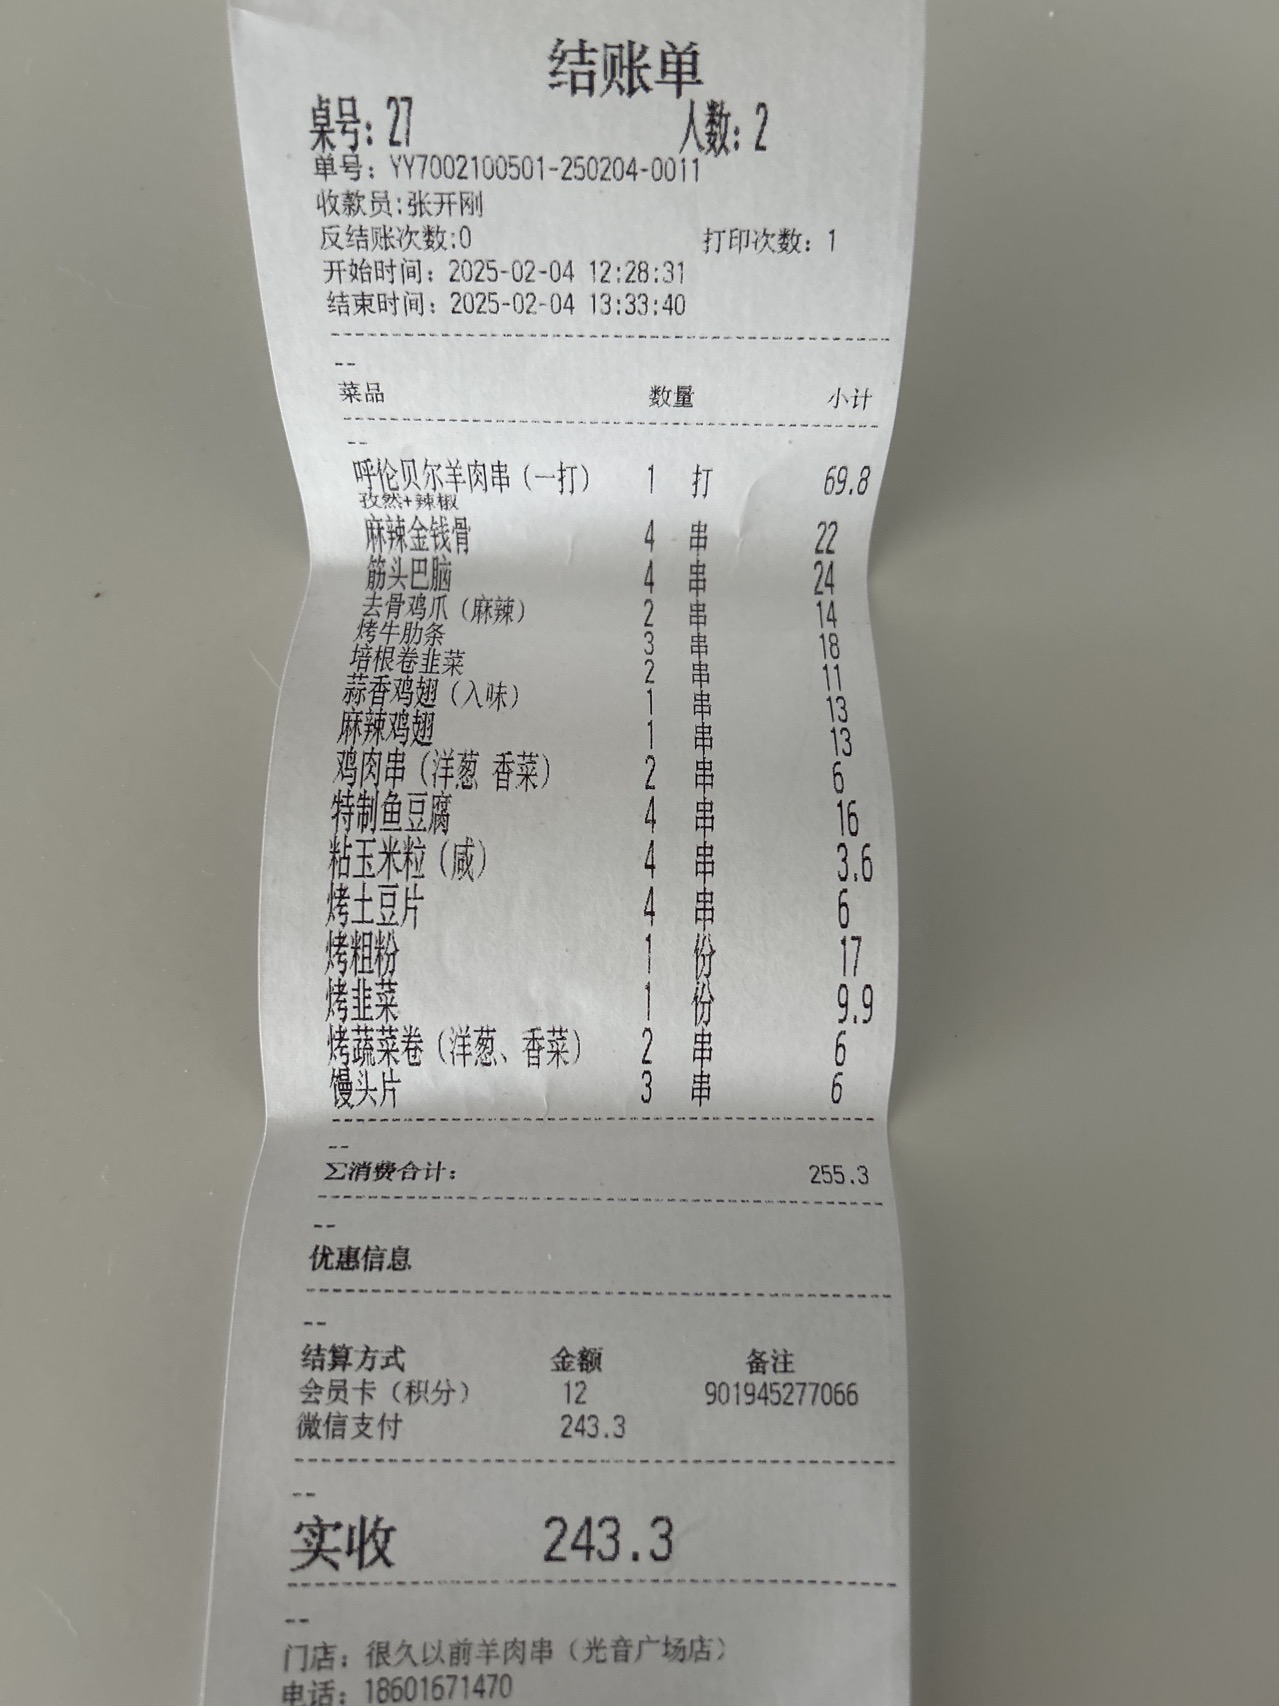 结账单
桌号: 27 人数: 2
单号: YY7002100501-250204-0011
收款员:张开刚
反结账次数:0 打印次数: 1
开始时间: 2025-02-04 12:28:31
结束时间: 2025-02-04 13:33:40
--
菜品 数量 小计
--
呼伦贝尔羊肉串（一打） 1 打 69.8
孜然+辣椒
麻辣金钱骨 4 串 22
筋头巴脑 4 串 24
去骨鸡爪（麻辣） 2 串 14
烤牛肋条 3 串 18
培根卷韭菜 2 串 11
蒜香鸡翅（入味） 1 串 13
麻辣鸡翅 1 串 13
鸡肉串（洋葱 香菜） 2 串 6
特制鱼豆腐 4 串 16
粘玉米粒（咸） 4 串 3.6
烤土豆片 4 串 6
烤粗粉 1 份 17
烤韭菜 1 份 9.9
烤蔬菜卷（洋葱、香菜） 2 串 6
馒头片 3 串 6
--
∑消费合计: 255.3
--
优惠信息
--
结算方式 金额 备注
会员卡（积分） 12 901945277066
微信支付 243.3
--
实收 243.3
--
门店: 很久以前羊肉串（光音广场店）
电话: 18601671470